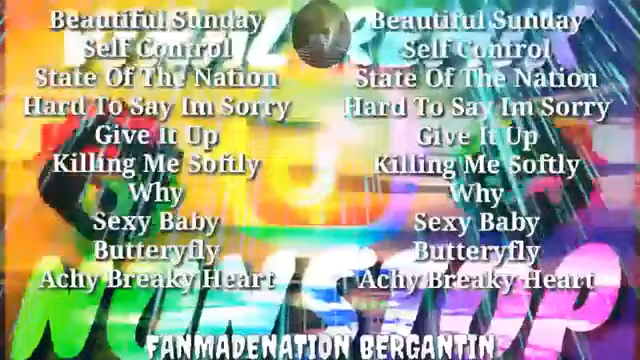 Beautiful Sunday
Self Control
State Of The Nation
Hard To Say Im Sorry
Give It Up
Killing Me Softly
Why
Sexy Baby
Butteryfly
Achy Breaky Heart
Beautiful Sunday
Self Control
State Of The Nation
Hard To Say Im Sorry
Give It Up
Killing Me Softly
Why
Sexy Baby
Butteryfly
Achy Breaky Heart
NONSTOP
FANMADENATION BERGANTIN